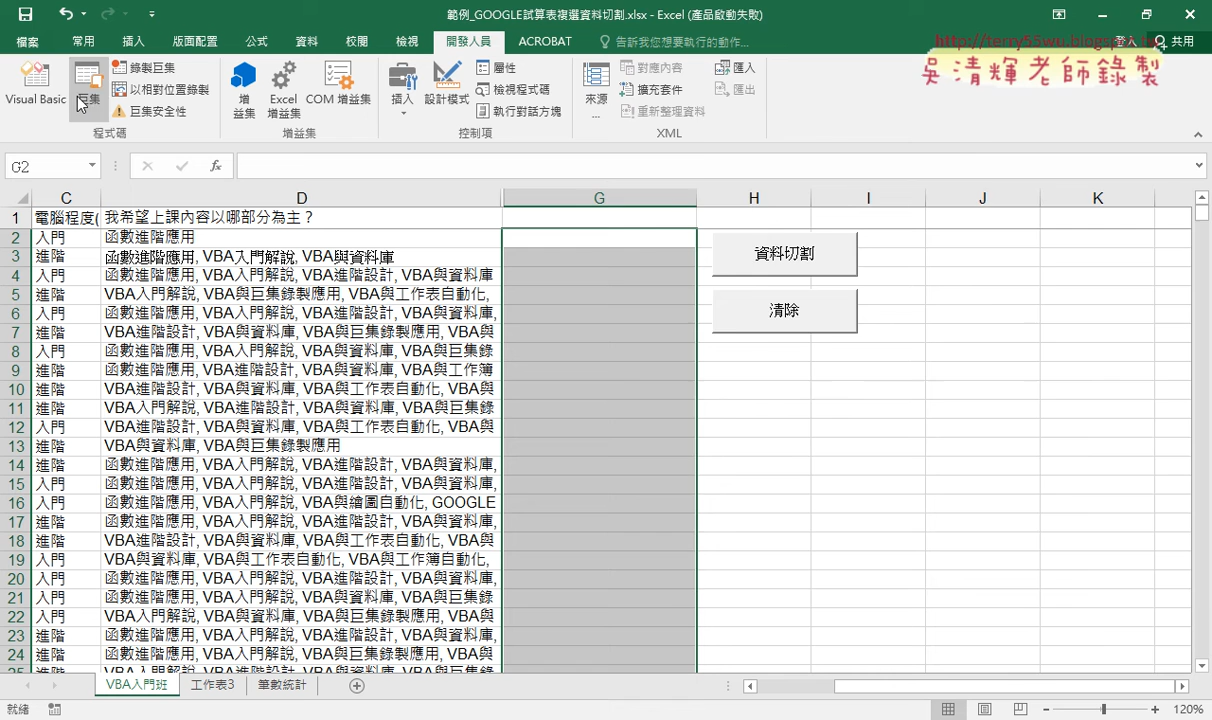 範例_GOOGLE試算表複選資料切割.xlsx - Excel (產品啟動失敗)
檔案 常用 插入 版面配置 公式 資料 校閱 檢視 開發人員 ACROBAT 告訴我您想要執行的動作... 登入 共用
http://terry55wu.blogspot.tw
吳清輝老師錄製
Visual Basic 巨集 錄製巨集 以相對位置錄製 巨集安全性 程式碼
增益集 Excel 增益集 COM 增益集 增益集
插入 設計模式 屬性 檢視程式碼 執行對話方塊 控制項
來源... 對應內容 擴充套件 重新整理資料 匯入 匯出 XML
G2 fx
C D G H I J K
1 電腦程度( 我希望上課內容以哪部分為主？
2 入門 函數進階應用
3 進階 函數進階應用, VBA入門解說, VBA與資料庫
4 入門 函數進階應用, VBA入門解說, VBA進階設計, VBA與資料庫
5 進階 VBA入門解說, VBA與巨集錄製應用, VBA與工作表自動化,
6 入門 函數進階應用, VBA入門解說, VBA進階設計, VBA與資料庫,
7 進階 VBA進階設計, VBA與資料庫, VBA與巨集錄製應用, VBA與
8 入門 函數進階應用, VBA入門解說, VBA與資料庫, VBA與巨集錄
9 進階 函數進階應用, VBA進階設計, VBA與資料庫, VBA與工作簿
10 進階 VBA進階設計, VBA與資料庫, VBA與工作表自動化, VBA與
11 進階 VBA入門解說, VBA進階設計, VBA與資料庫, VBA與巨集錄
12 入門 函數進階應用, VBA與資料庫, VBA與工作表自動化, VBA與
13 進階 VBA與資料庫, VBA與巨集錄製應用
14 進階 函數進階應用, VBA入門解說, VBA進階設計, VBA與資料庫,
15 入門 函數進階應用, VBA入門解說, VBA進階設計, VBA與資料庫,
16 入門 函數進階應用, VBA入門解說, VBA與繪圖自動化, GOOGLE
17 進階 函數進階應用, VBA入門解說, VBA進階設計, VBA與資料庫,
18 進階 函數進階應用, VBA與資料庫, VBA與工作表自動化, VBA與
19 入門 VBA與資料庫, VBA與工作表自動化, VBA與工作簿自動化,
20 入門 函數進階應用, VBA入門解說, VBA進階設計, VBA與資料庫,
21 入門 函數進階應用, VBA入門解說, VBA與資料庫, VBA與巨集錄
22 入門 VBA入門解說, VBA與資料庫, VBA與巨集錄製應用, VBA與
23 進階 函數進階應用, VBA入門解說, VBA進階設計, VBA與資料庫,
24 進階 函數進階應用, VBA與資料庫, VBA與巨集錄製應用, VBA與
資料切割
清除
VBA入門班 工作表3 筆數統計
就緒 120%